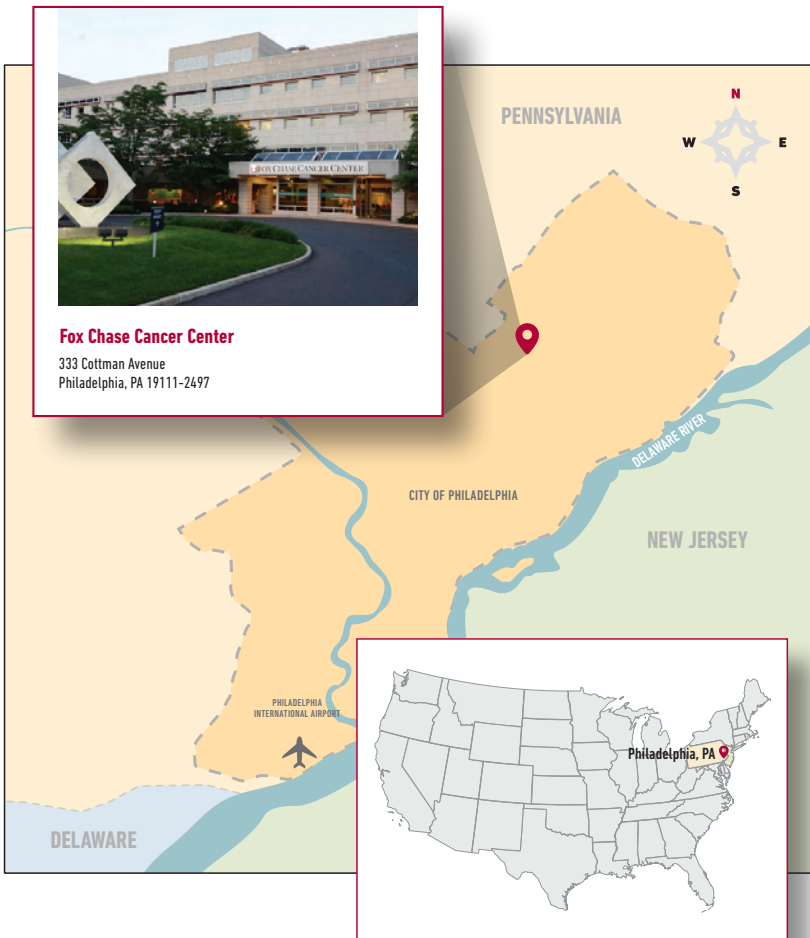 FOX CHASE CANCER CENTER
Fox Chase Cancer Center
333 Cottman Avenue
Philadelphia, PA 19111-2497
PENNSYLVANIA
N
W
E
S
DELAWARE RIVER
CITY OF PHILADELPHIA
NEW JERSEY
PHILADELPHIA
INTERNATIONAL AIRPORT
DELAWARE
Philadelphia, PA